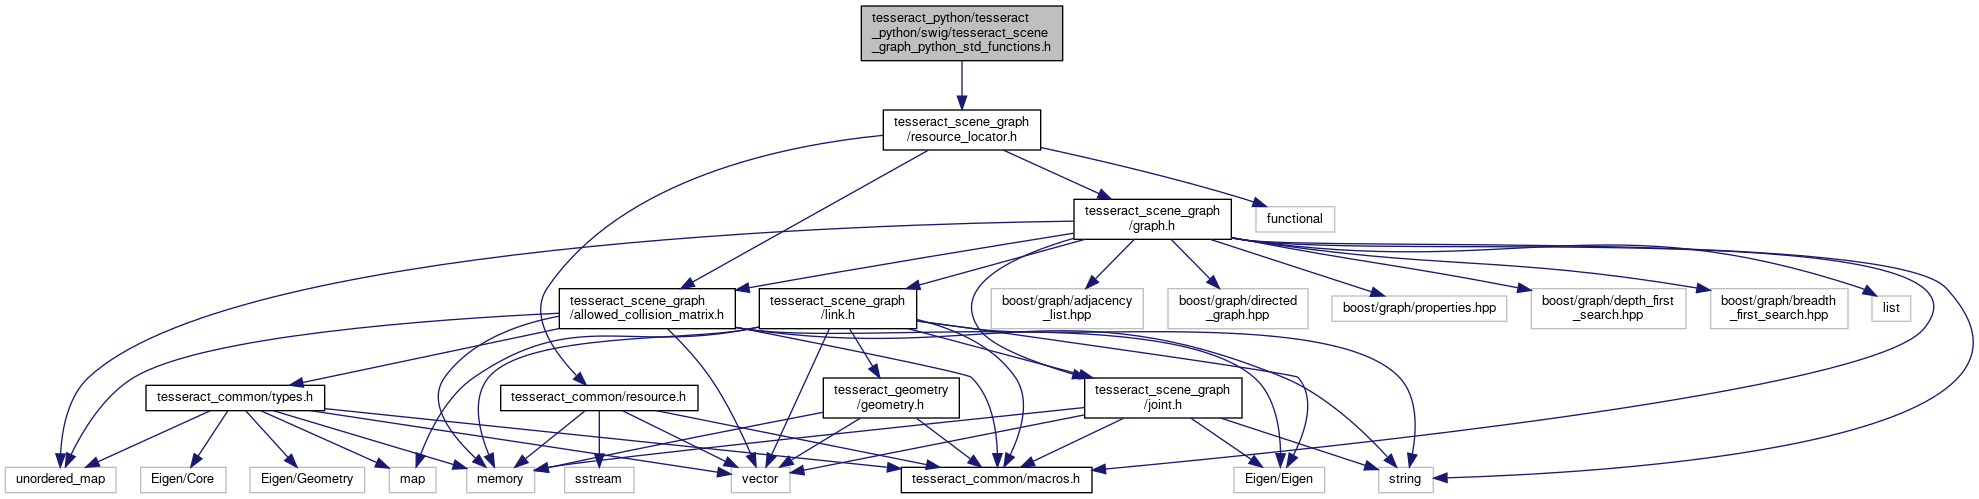 tesseract_python/tesseract
_python/swig/tesseract_scene
_graph_python_std_functions.h
tesseract_scene_graph
/resource_locator.h
tesseract_scene_graph
/graph.h
functional
tesseract_scene_graph
/allowed_collision_matrix.h
tesseract_scene_graph
/link.h
boost/graph/adjacency
_list.hpp
boost/graph/directed
_graph.hpp
boost/graph/properties.hpp
boost/graph/depth_first
_search.hpp
boost/graph/breadth
_first_search.hpp
list
tesseract_common/types.h
tesseract_common/resource.h
tesseract_geometry
/geometry.h
tesseract_scene_graph
/joint.h
unordered_map
Eigen/Core
Eigen/Geometry
map
memory
sstream
vector
tesseract_common/macros.h
Eigen/Eigen
string